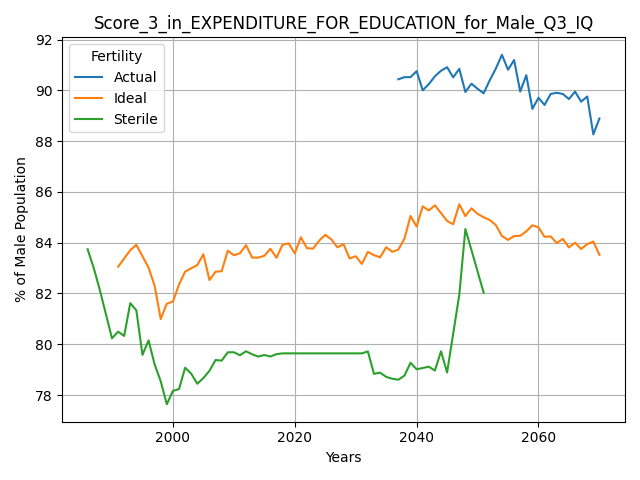 Score_3_in_EXPENDITURE_FOR_EDUCATION_for_Male_Q3_IQ
Fertility
Actual
Ideal
Sterile
% of Male Population
92
90
88
86
84
82
80
78
2000
2020
2040
2060
Years